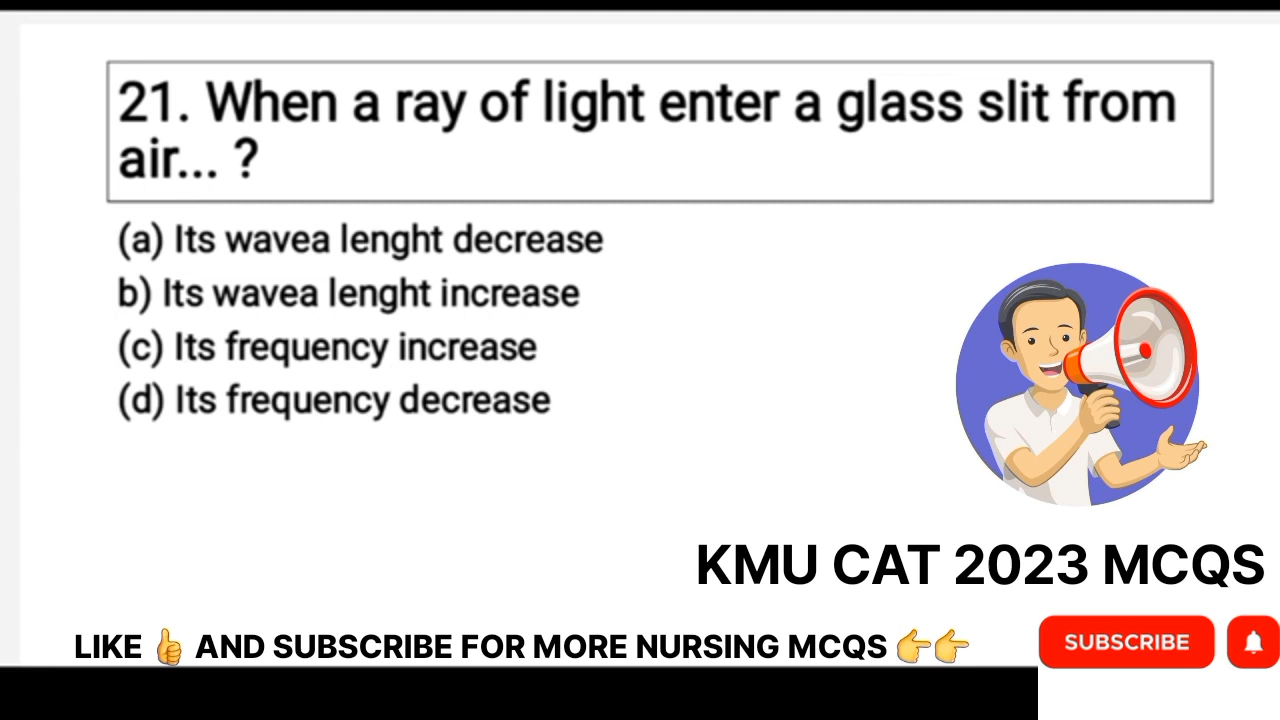 21. When a ray of light enter a glass slit from
air... ?
(a) Its wavea lenght decrease
b) Its wavea lenght increase
(c) Its frequency increase
(d) Its frequency decrease
KMU CAT 2023 MCQS
LIKE 👍 AND SUBSCRIBE FOR MORE NURSING MCQS 👉👉
SUBSCRIBE